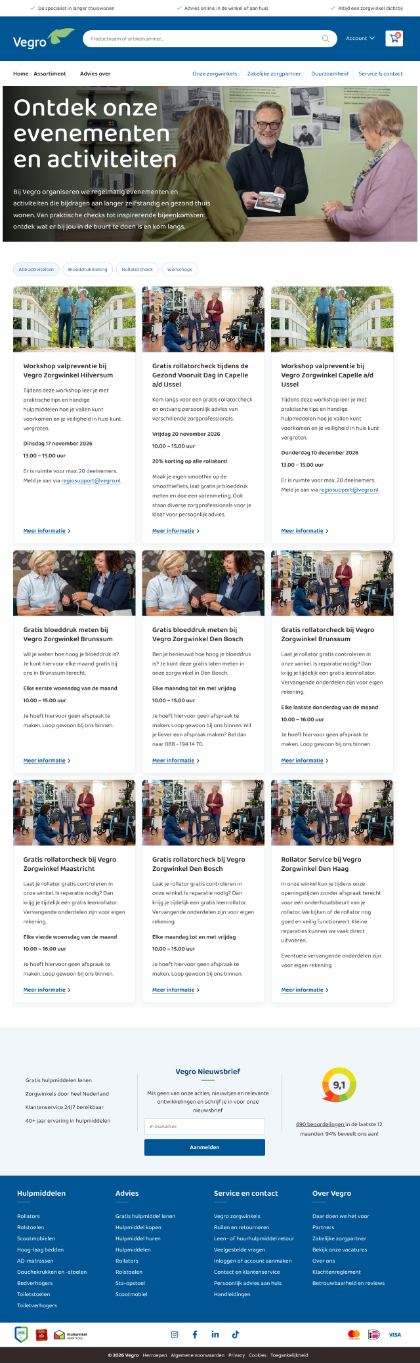 De specialist in langer thuiswonen
Advies online in de winkel of aan huis
Altijd een zorgwinkel dichtbij
Vegro
Productnaam of artikelnummer...
Account
Home
Assortiment
Advies over
Onze zorgwinkels
Zakelijke zorgpartner
Duurzaamheid
Service & contact
Ontdek onze
evenementen
en activiteiten
Bij Vegro organiseren we regelmatig evenementen en
activiteiten die bijdragen aan langer zelfstandig en gezond thuis
wonen. Van praktische checks tot inspirerende bijeenkomsten:
ontdek wat er bij jou in de buurt te doen is en kom langs.
Alle activiteiten
Bloeddrukmeting
Rollatorcheck
Workshops
Workshop valpreventie bij
Vegro Zorgwinkel Hilversum
Tijdens deze workshop leer je met
praktische tips en handige
hulpmiddelen hoe je vallen kunt
voorkomen en je veiligheid in huis kunt
vergroten.
Dinsdag 17 november 2026
13.00 – 15.00 uur
Er is ruimte voor max. 20 deelnemers.
Meld je aan via regiosupport@vegro.nl.
Meer informatie
Gratis rollatorcheck tijdens de
Gezond Vooruit Dag in Capelle
a/d IJssel
Kom langs voor een gratis rollatorcheck
en ontvang persoonlijk advies van
verschillende zorgprofessionals.
Vrijdag 20 november 2026
10.00 – 15.00 uur
20% korting op alle rollators!
Maak je eigen smoothie op de
smoothiefiets, laat gratis je bloeddruk
meten en doe een vatenmeting. Ook
staan diverse zorgprofessionals voor je
klaar voor persoonlijk advies.
Meer informatie
Workshop valpreventie bij
Vegro Zorgwinkel Capelle a/d
IJssel
Tijdens deze workshop leer je met
praktische tips en handige
hulpmiddelen hoe je vallen kunt
voorkomen en je veiligheid in huis kunt
vergroten.
Donderdag 10 december 2026
13.00 – 15.00 uur
Er is ruimte voor max. 20 deelnemers.
Meld je aan via regiosupport@vegro.nl.
Meer informatie
Gratis bloeddruk meten bij
Vegro Zorgwinkel Brunssum
Wil je weten hoe hoog je bloeddruk is?
Je kunt hiervoor elke maand gratis bij
ons in Brunssum terecht.
Elke eerste woensdag van de maand
10.00 – 15.00 uur
Je hoeft hiervoor geen afspraak te
maken. Loop gewoon bij ons binnen.
Meer informatie
Gratis bloeddruk meten bij
Vegro Zorgwinkel Den Bosch
Ben je benieuwd hoe hoog je bloeddruk
is? Je kunt deze gratis laten meten in
onze winkel in Den Bosch.
Elke maandag tot en met vrijdag
10.00 – 15.00 uur
Je hoeft hiervoor geen afspraak te
maken. Loop gewoon bij ons binnen. Wil
je liever een afspraak maken? Bel dan
naar 088 - 194 14 70.
Meer informatie
Gratis rollatorcheck bij Vegro
Zorgwinkel Brunssum
Laat je rollator gratis controleren in
onze winkel. Is reparatie nodig? Dan
krijg je tijdelijk een gratis leenrollator.
Vervangende onderdelen zijn voor eigen
rekening.
Elke laatste donderdag van de maand
10.00 – 16.00 uur
Je hoeft hiervoor geen afspraak te
maken. Loop gewoon bij ons binnen.
Meer informatie
Gratis rollatorcheck bij Vegro
Zorgwinkel Maastricht
Laat je rollator gratis controleren in
onze winkel. Is reparatie nodig? Dan
krijg je tijdelijk een gratis leenrollator.
Vervangende onderdelen zijn voor eigen
rekening.
Elke vierde woensdag van de maand
10.00 – 16.00 uur
Je hoeft hiervoor geen afspraak te
maken. Loop gewoon bij ons binnen.
Meer informatie
Gratis rollatorcheck bij Vegro
Zorgwinkel Den Bosch
Laat je rollator gratis controleren in
onze winkel. Is reparatie nodig? Dan
krijg je tijdelijk een gratis leenrollator.
Vervangende onderdelen zijn voor eigen
rekening.
Elke maandag tot en met vrijdag
10.00 – 15.00 uur
Je hoeft hiervoor geen afspraak te
maken. Loop gewoon bij ons binnen.
Meer informatie
Rollator Service bij Vegro
Zorgwinkel Den Haag
In onze winkel kun je tijdens onze
openingstijden zonder afspraak terecht
voor een onderhoudsbeurt van je
rollator. We kijken of de rollator nog
goed en veilig functioneert. Kleine
reparaties kunnen we vaak direct
uitvoeren.
Eventuele vervangende onderdelen zijn
voor eigen rekening.
Meer informatie
Gratis hulpmiddelen lenen
Zorgwinkels door heel Nederland
Klantenservice 24/7 bereikbaar
40+ jaar ervaring in hulpmiddelen
Vegro Nieuwsbrief
Mis geen van onze acties, nieuwtjes en relevante
ontwikkelingen en schrijf je in voor onze
nieuwsbrief
E-mailadres
Aanmelden
9,1
690 beoordelingen in de laatste 12
maanden. 94% beveelt ons aan!
Hulpmiddelen
Rollators
Rolstoelen
Scootmobielen
Hoog-laag bedden
AD-matrassen
Douchekrukken en -stoelen
Bedverhogers
Toiletstoelen
Toiletverhogers
Advies
Gratis hulpmiddel lenen
Hulpmiddel kopen
Hulpmiddel huren
Hulpmiddelen
Rollators
Rolstoelen
Sta-opstoel
Scootmobiel
Service en contact
Vegro zorgwinkels
Ruilen en retourneren
Leen- of huurhulpmiddel retour
Veelgestelde vragen
Inloggen of account aanmaken
Contact en klantenservice
Persoonlijk advies aan huis
Handleidingen
Over Vegro
Daar doen we het voor
Partners
Zakelijke zorgpartner
Bekijk onze vacatures
Over ons
Klachtenreglement
Betrouwbaarheid en reviews
VISA
© 2026 Vegro
Herroepen
Algemene voorwaarden
Privacy
Cookies
Toegankelijkheid